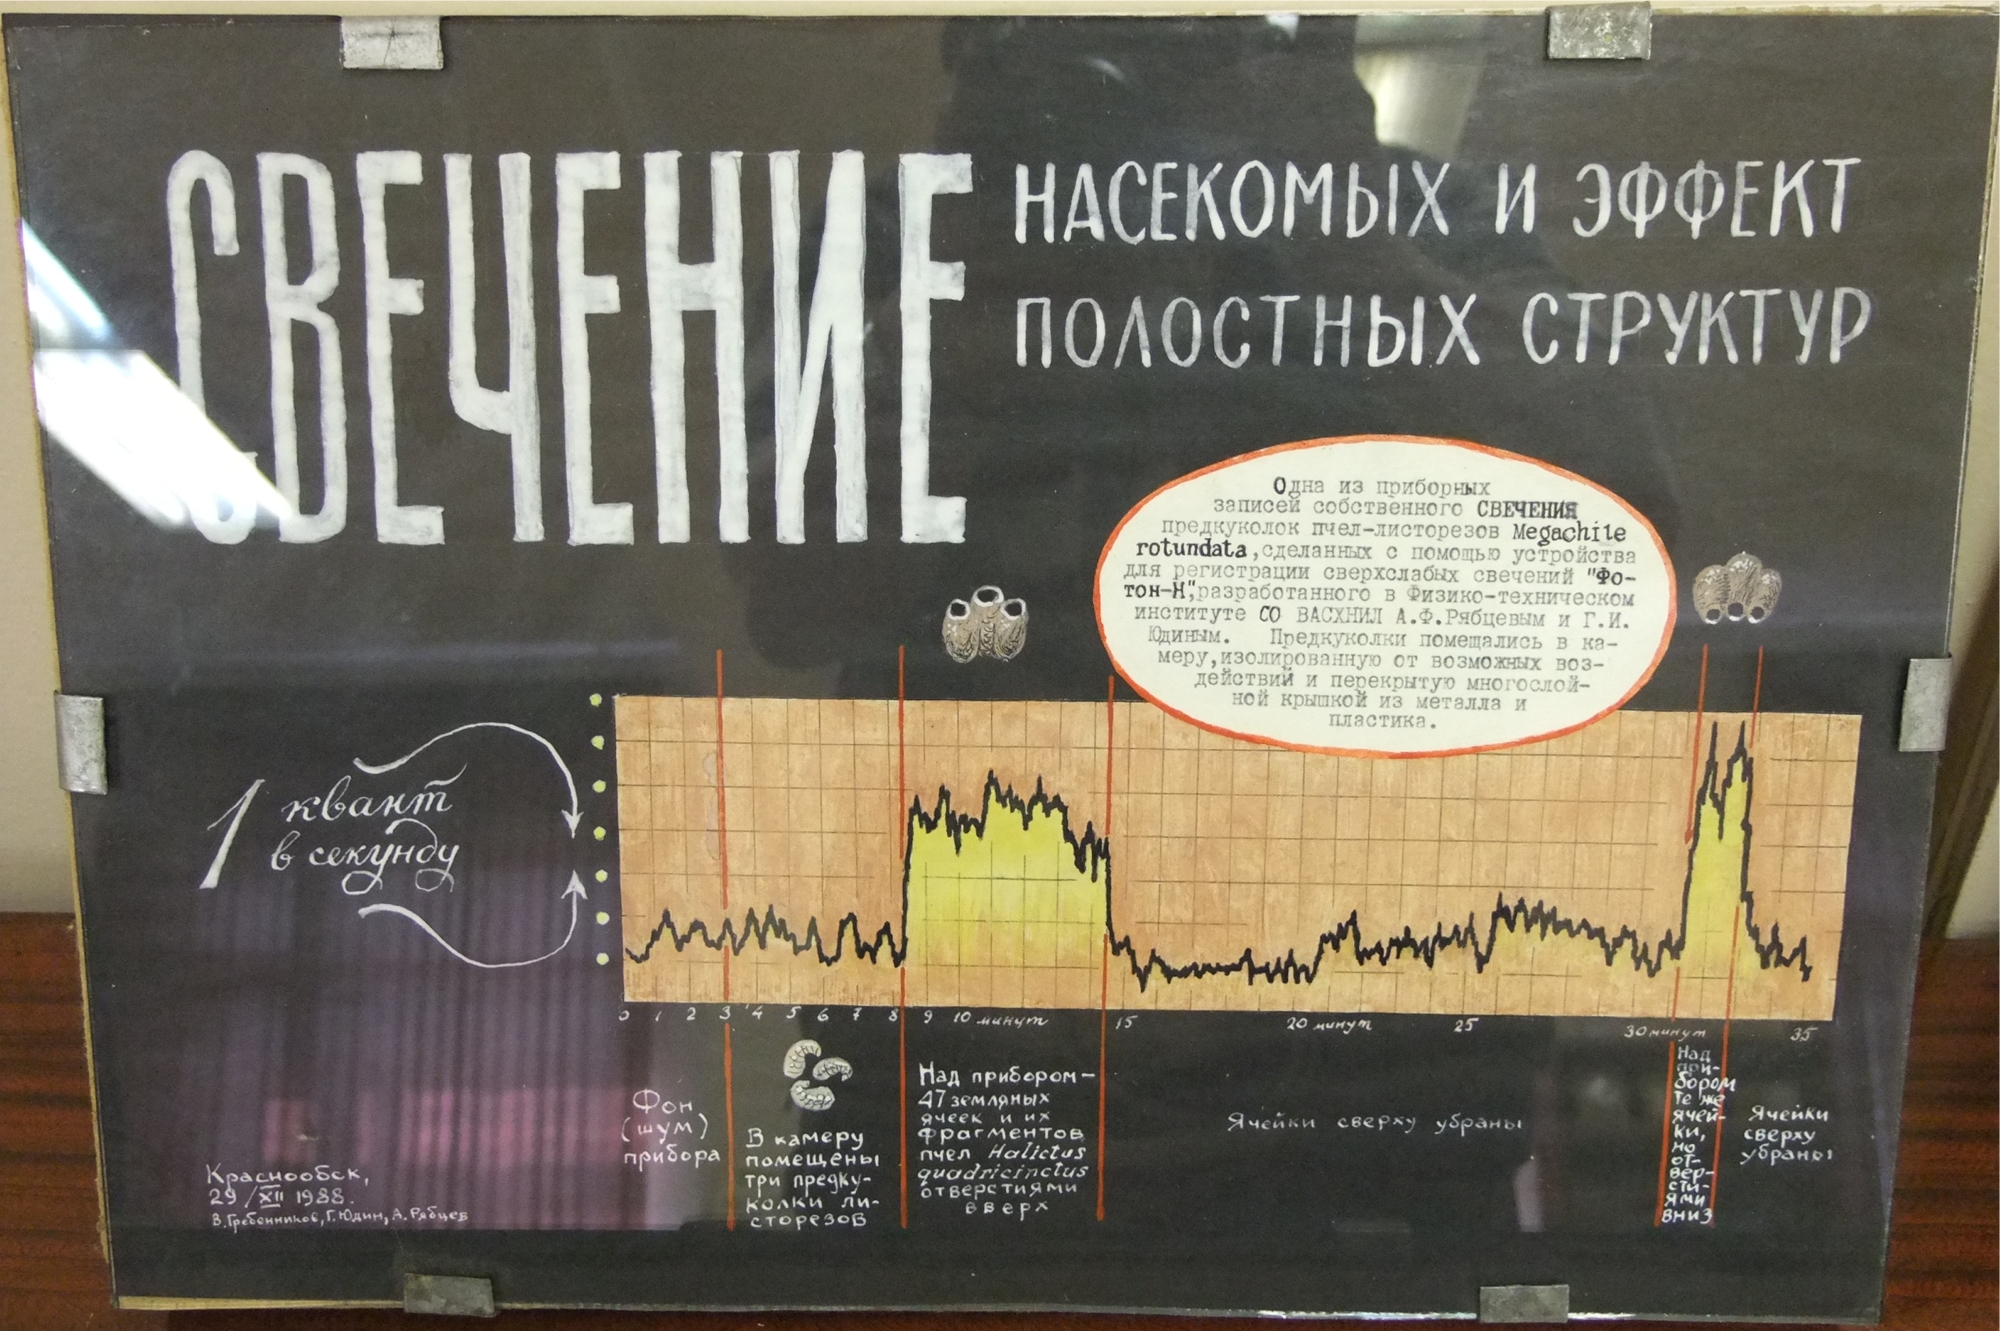 СВЕЧЕНИЕ
НАСЕКОМЫХ И ЭФФЕКТ
ПОЛОСТНЫХ СТРУКТУР
Одна из приборных
записей собственного СВЕЧЕНИЯ
предкуколок пчел-листорезов Megachile
rotundata, сделанных с помощью устройства
для регистрации сверхслабых свечений "Фо-
тон-Н", разработанного в Физико-техническом
институте СО ВАСХНИЛ А.Ф.Рябцевым и Г.И.
Юдиным. Предкуколки помещались в ка-
меру, изолированную от возможных воз-
действий и перекрытую многослой-
ной крышкой из металла и
пластика.
1 квант
в секунду
0 1 2 3 4 5 6 7 8 9 10 минут 15 20 минут 25 30 минут 35
Фон
(шум)
прибора
В камеру
помещены
три предку-
колки ли-
сторезов
Над прибором –
47 земляных
ячеек и их
фрагментов
пчел Halictus
quadricinctus
отверстиями
вверх
Ячейки сверху убраны
Над
при-
бором
те же
ячей-
ки,
но
от-
вер-
сти-
ями
вниз
Ячейки
сверху
убраны
Краснообск,
29/XII 1988.
В.Гребенников, Г.Юдин, А.Рябцев